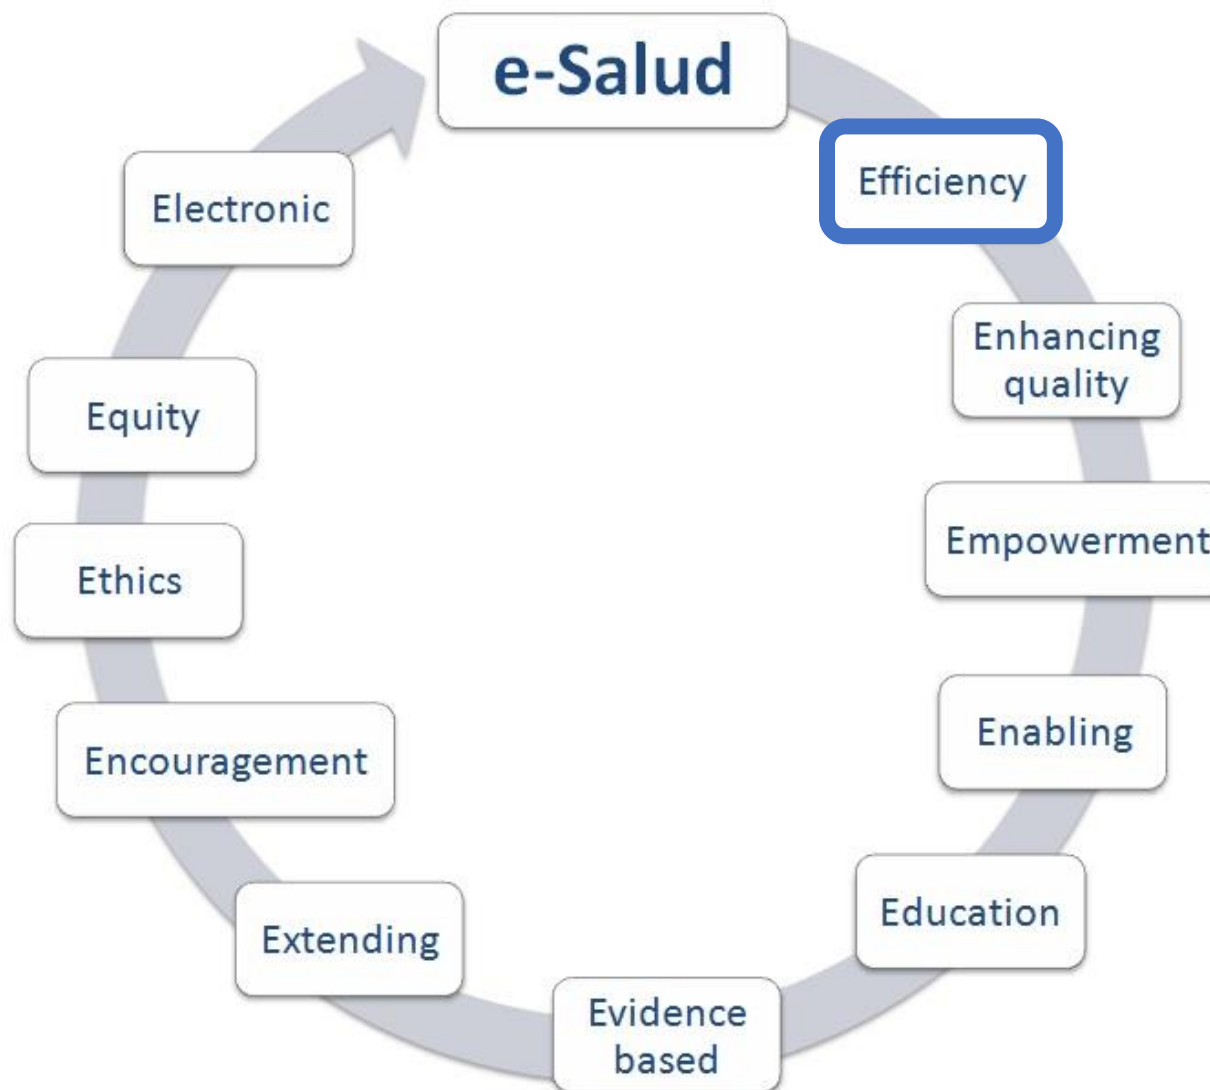 e-Salud
Efficiency
Enhancing
quality
Empowerment
Enabling
Education
Evidence
based
Extending
Encouragement
Ethics
Equity
Electronic